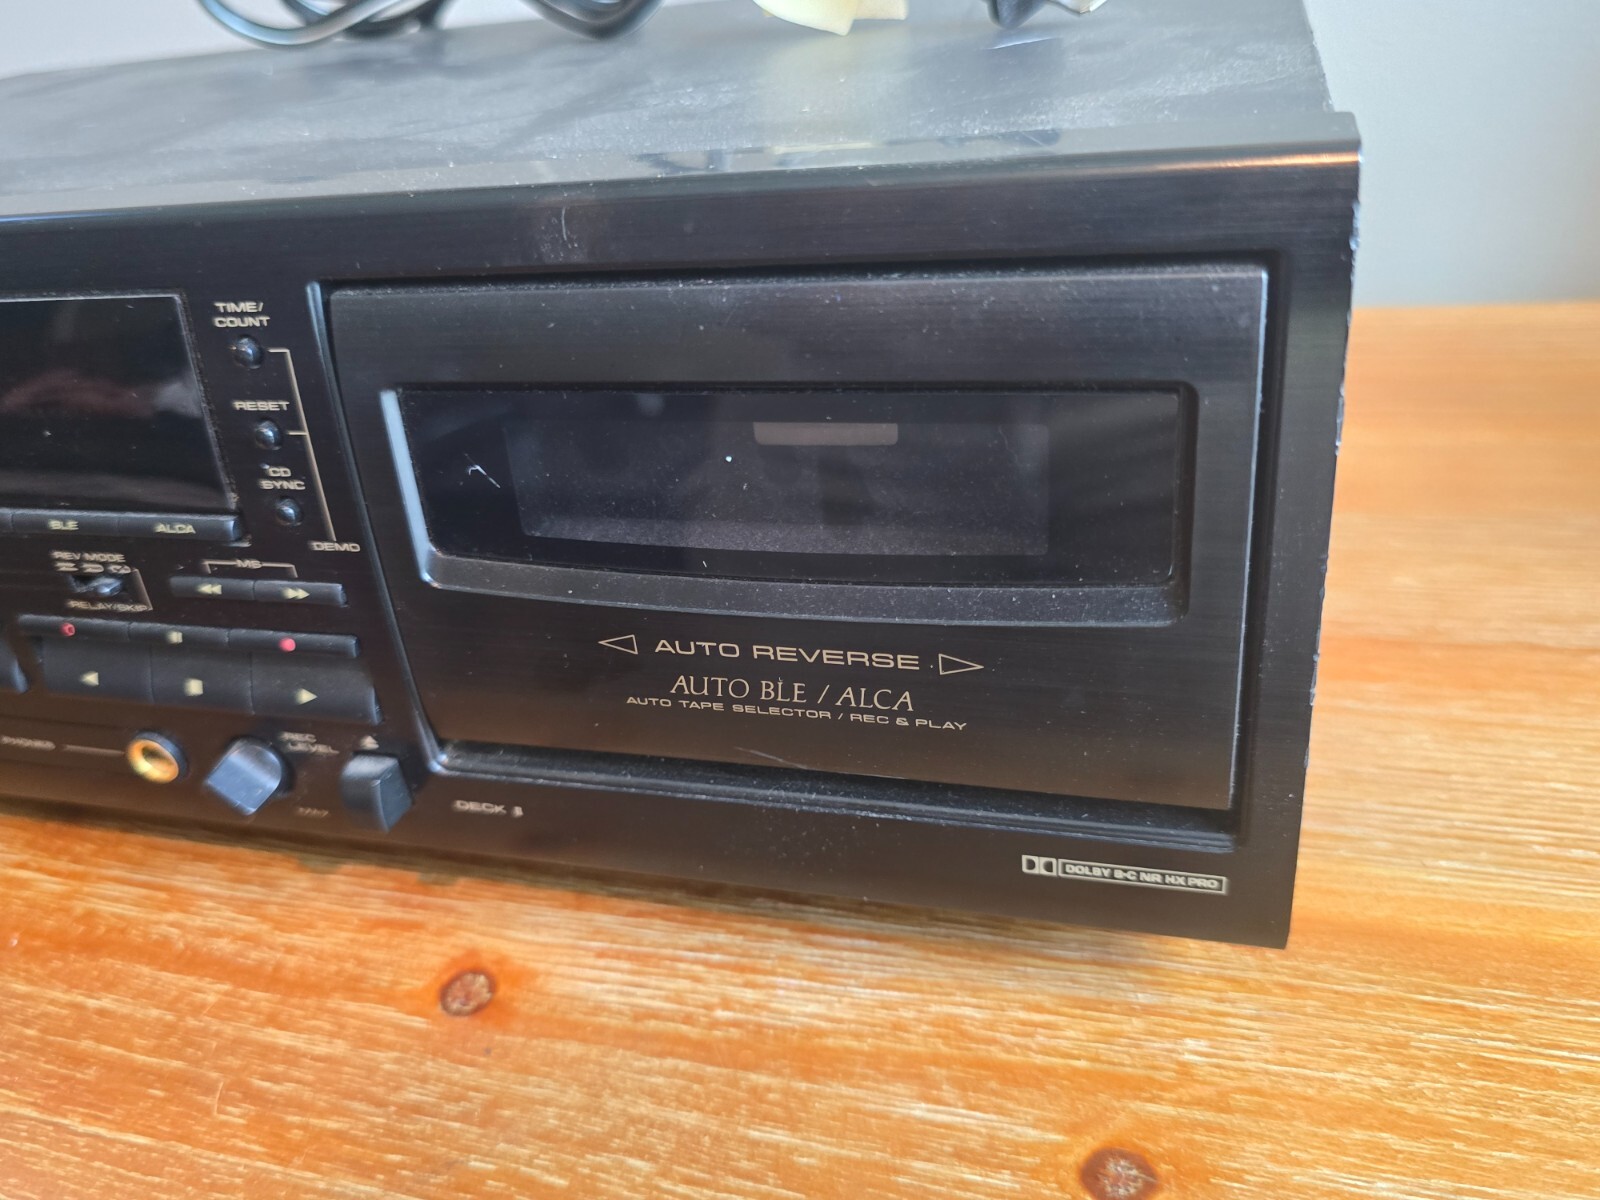 TIME/
COUNT
RESET
CD
SYNC
DEMO
BLE
ALCA
REV MODE
RELAY/SKIP
MS
PHONES
REC
LEVEL
DECK II
AUTO REVERSE
AUTO BLE / ALCA
AUTO TAPE SELECTOR / REC & PLAY
DOLBY B-C NR HX PRO